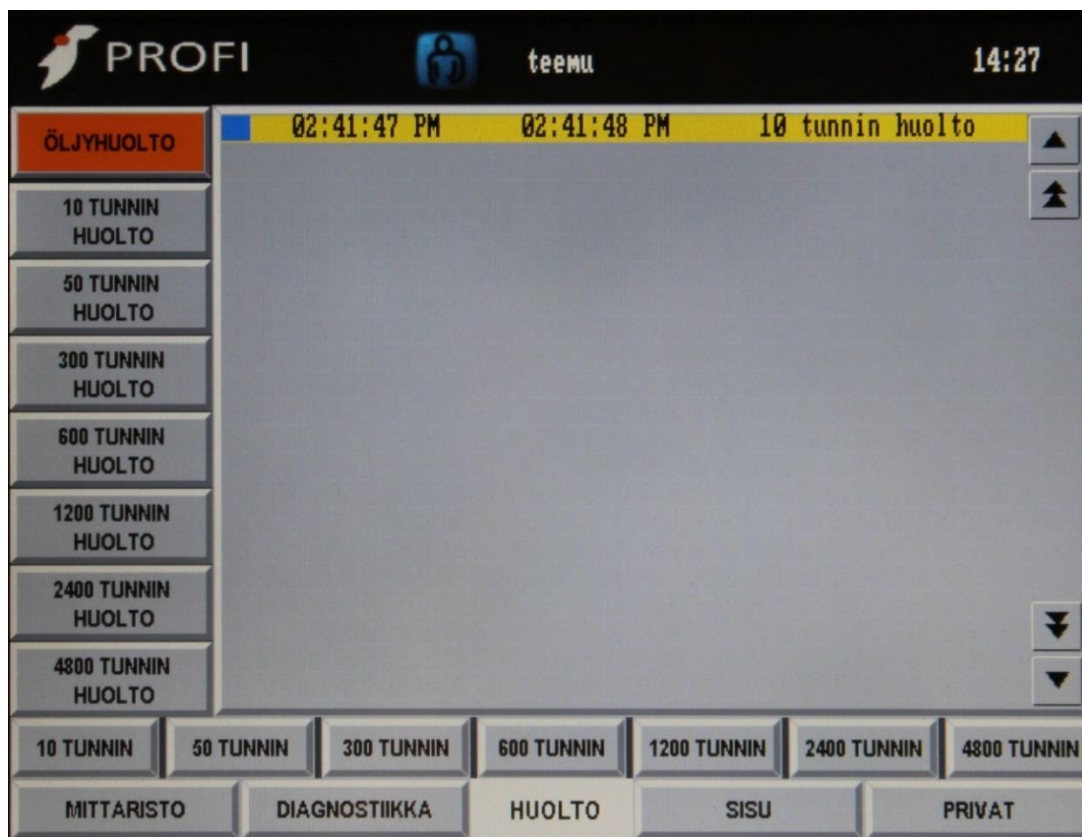 PROFI teemu 14:27
ÖLJYHUOLTO
02:41:47 PM 02:41:48 PM 10 tunnin huolto
10 TUNNIN
HUOLTO
50 TUNNIN
HUOLTO
300 TUNNIN
HUOLTO
600 TUNNIN
HUOLTO
1200 TUNNIN
HUOLTO
2400 TUNNIN
HUOLTO
4800 TUNNIN
HUOLTO
10 TUNNIN 50 TUNNIN 300 TUNNIN 600 TUNNIN 1200 TUNNIN 2400 TUNNIN 4800 TUNNIN
MITTARISTO DIAGNOSTIIKKA HUOLTO SISU PRIVAT